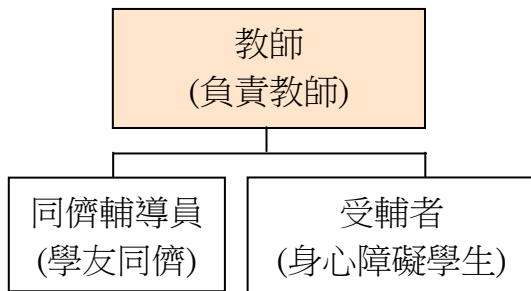 教師
(負責教師)
同儕輔導員
(學友同儕)
受輔者
(身心障礙學生)